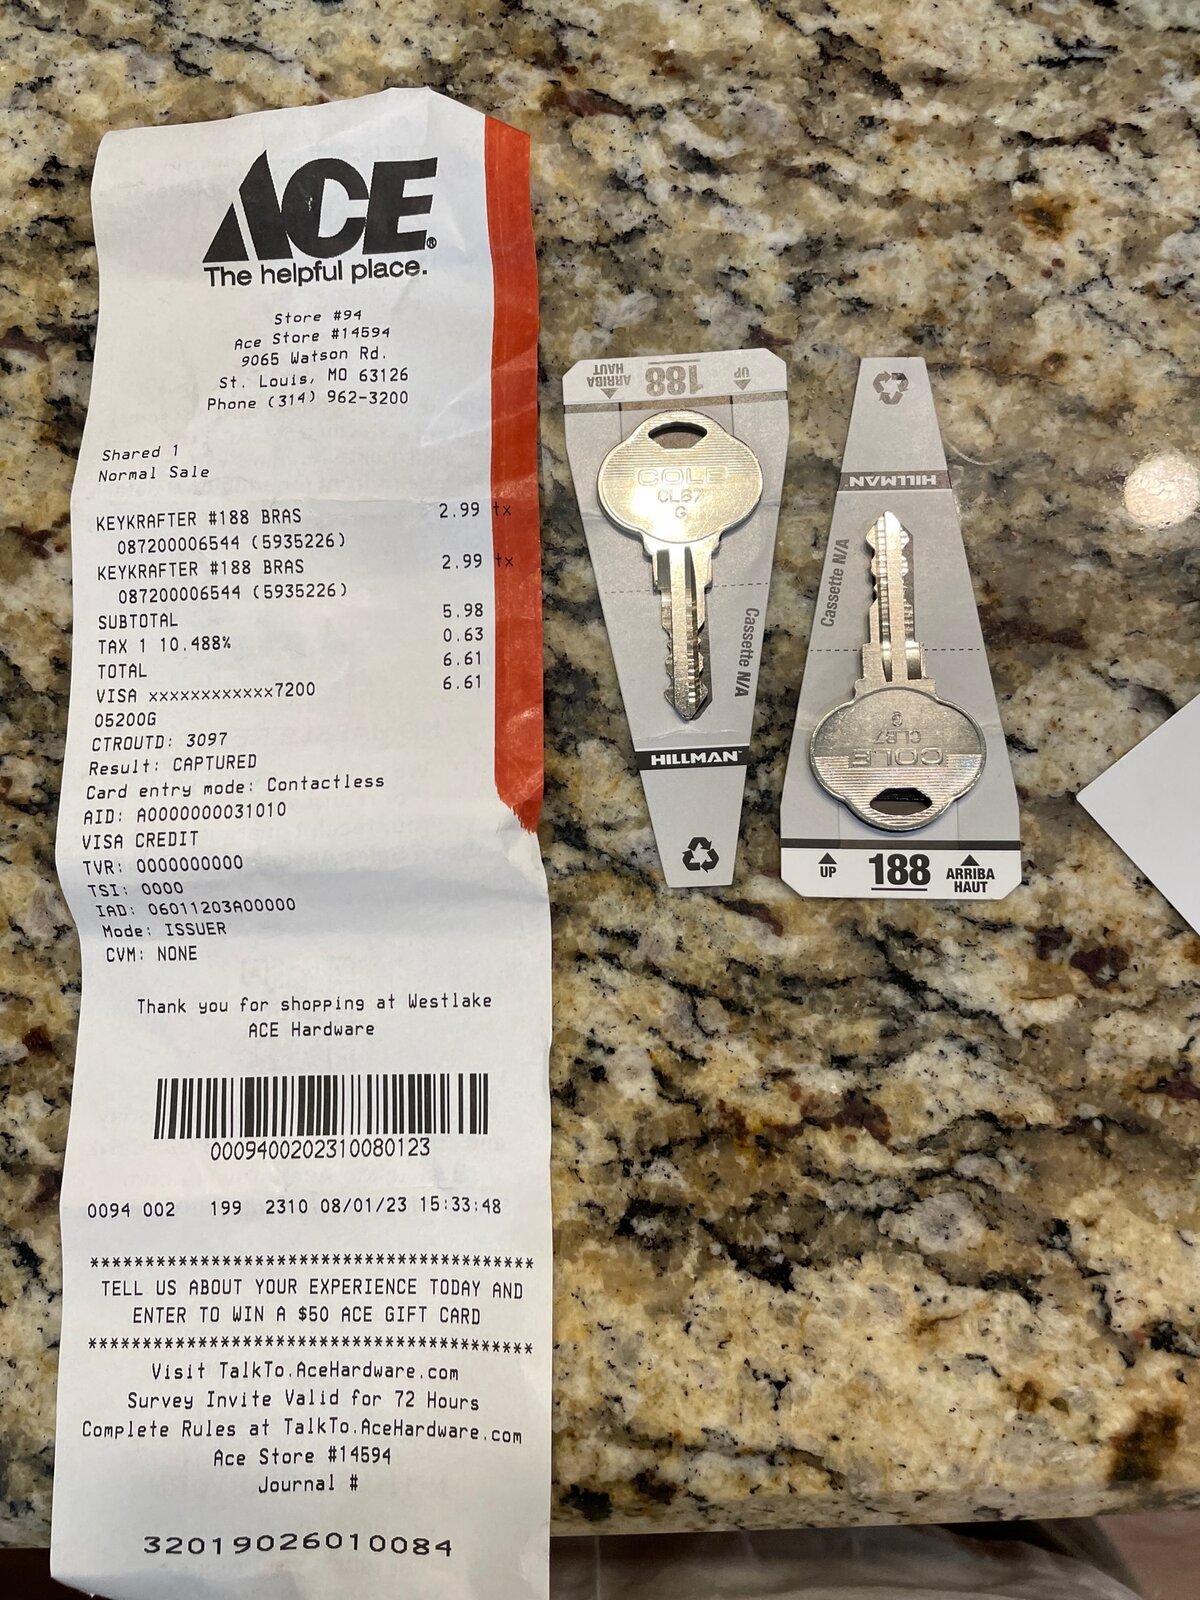 ACE®
The helpful place.
Store #94
Ace Store #14594
9065 Watson Rd.
St. Louis, MO 63126
Phone (314) 962-3200
Shared 1
Normal Sale
KEYKRAFTER #188 BRAS 2.99 tx
087200006544 (5935226)
KEYKRAFTER #188 BRAS 2.99 tx
087200006544 (5935226)
SUBTOTAL 5.98
TAX 1 10.488% 0.63
TOTAL 6.61
VISA xxxxxxxxxxxx7200 6.61
05200G
CTROUTD: 3097
Result: CAPTURED
Card entry mode: Contactless
AID: A0000000031010
VISA CREDIT
TVR: 0000000000
TSI: 0000
IAD: 06011203A00000
Mode: ISSUER
CVM: NONE
Thank you for shopping at Westlake
ACE Hardware
0009400202310080123
0094 002 199 2310 08/01/23 15:33:48
****************************************
TELL US ABOUT YOUR EXPERIENCE TODAY AND
ENTER TO WIN A $50 ACE GIFT CARD
****************************************
Visit TalkTo.AceHardware.com
Survey Invite Valid for 72 Hours
Complete Rules at TalkTo.AceHardware.com
Ace Store #14594
Journal #
32019026010084
UP 188 ARRIBA
HAUT
COLE
CLB7
G
Cassette N/A
HILLMAN
HILLMAN
Cassette N/A
COLE
CLB7
G
UP 188 ARRIBA
HAUT